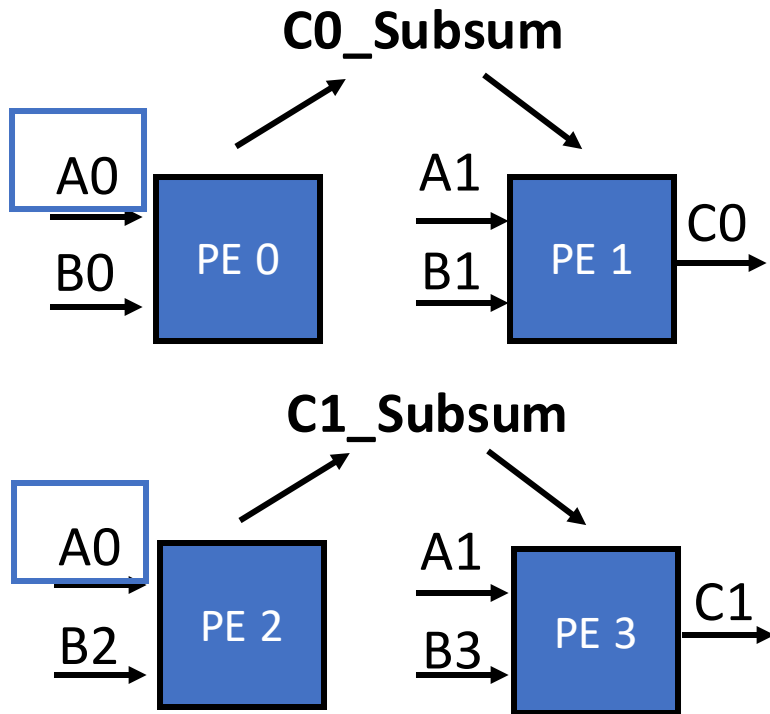 C0_Subsum
A0
A1
B0
PE 0
B1
PE 1
C0
C1_Subsum
A0
A1
B2
PE 2
B3
PE 3
C1